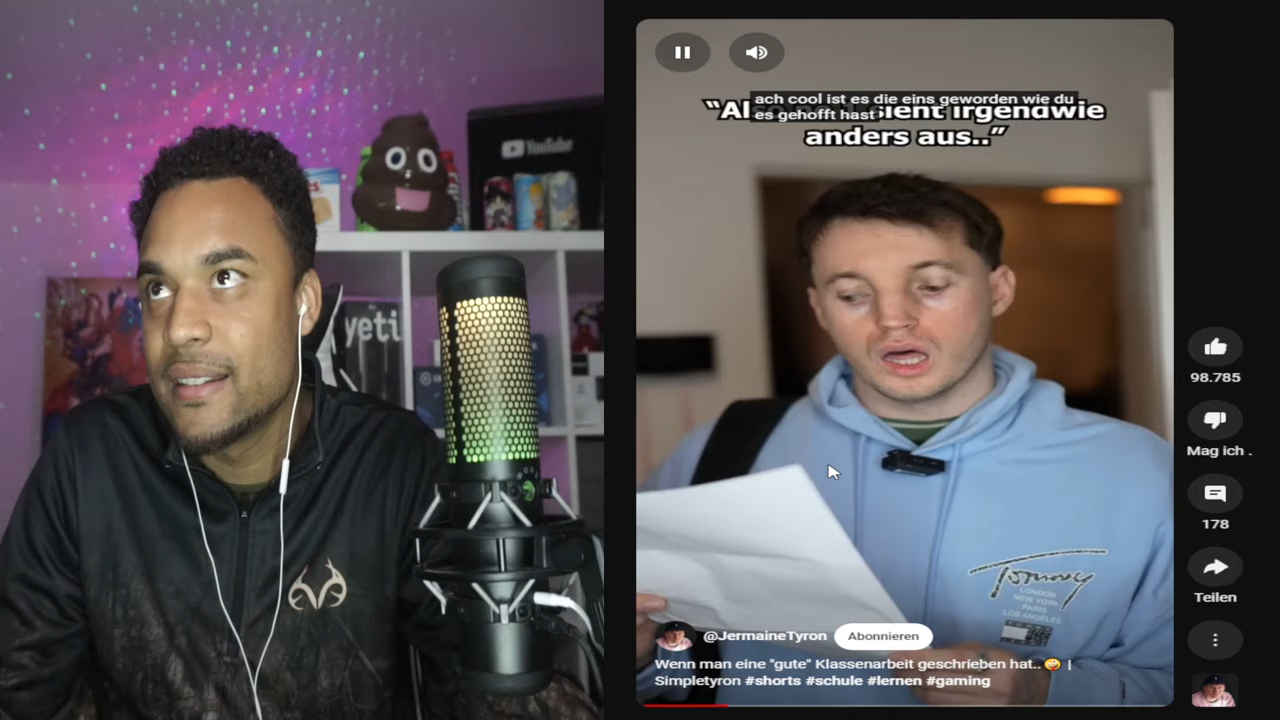 YouTube
yeti
ach cool ist es die eins geworden wie du
es gehofft hast
irgendwie
anders aus..”
98.785
Mag ich .
178
Teilen
Tommy
LONDON
NEW YORK
PARIS
LOS ANGELES
@JermaineTyron
Abonnieren
Wenn man eine "gute" Klassenarbeit geschrieben hat.. 🤪 |
Simpletyron #shorts #schule #lernen #gaming